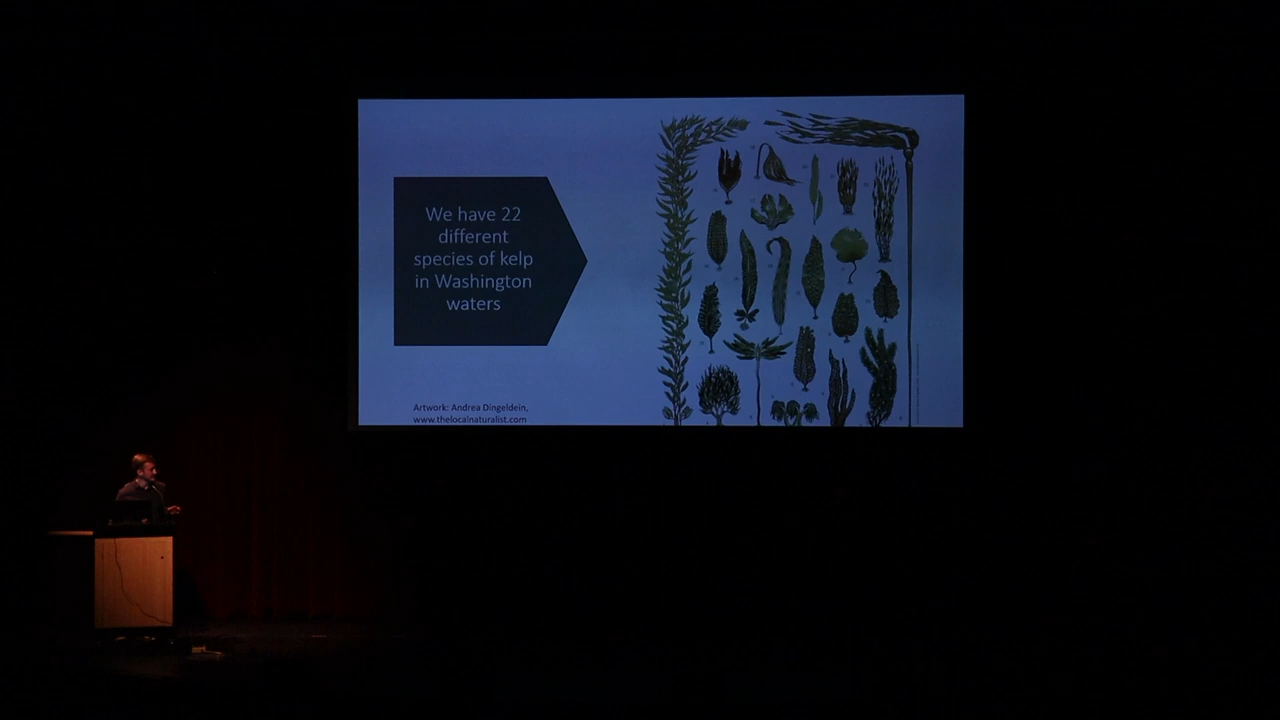 We have 22
different
species of kelp
in Washington
waters
Artwork: Andrea Dingeldein,
www.thelocalnaturalist.com